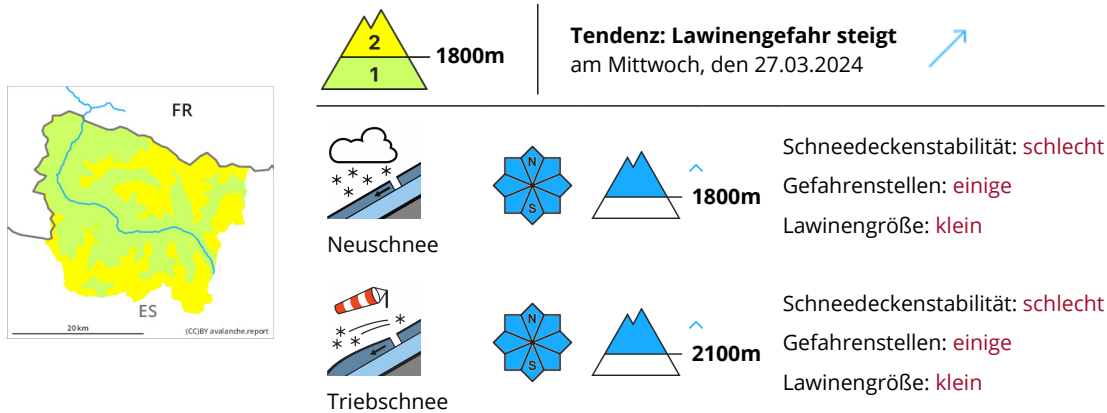 FR
ES
20 km
(CC)BY avalanche.report
2
1
1800m
Tendenz: Lawinengefahr steigt
am Mittwoch, den 27.03.2024
Neuschnee
N
S
1800m
Schneedeckenstabilität: schlecht
Gefahrenstellen: einige
Lawinengröße: klein
Triebschnee
N
S
2100m
Schneedeckenstabilität: schlecht
Gefahrenstellen: einige
Lawinengröße: klein